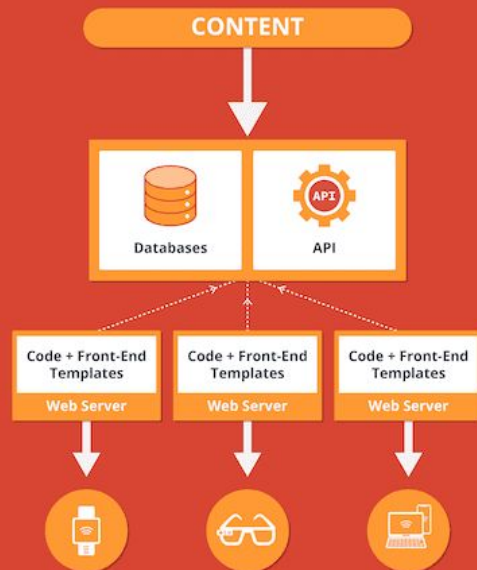 CONTENT
Databases
API
API
Code + Front-End
Templates
Web Server
Code + Front-End
Templates
Web Server
Code + Front-End
Templates
Web Server